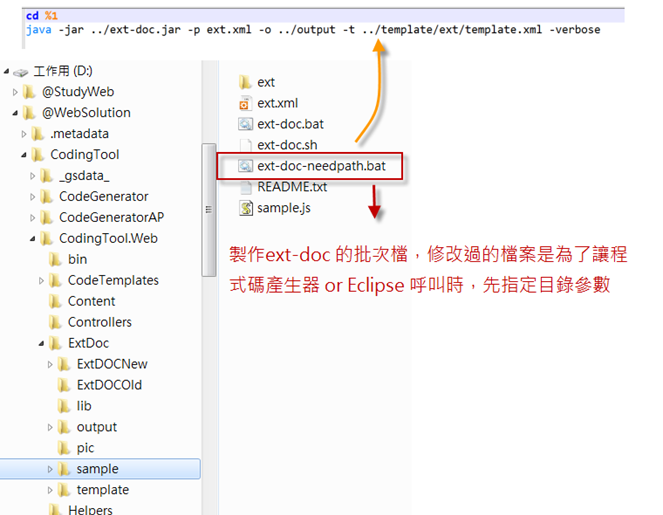 cd %1
java -jar ../ext-doc.jar -p ext.xml -o ../output -t ../template/ext/template.xml -verbose
工作用 (D:)
@StudyWeb
@WebSolution
.metadata
CodingTool
_gsdata_
CodeGenerator
CodeGeneratorAP
CodingTool.Web
bin
CodeTemplates
Content
Controllers
ExtDoc
ExtDOCNew
ExtDOCOld
lib
output
pic
sample
template
Helpers
ext
ext.xml
ext-doc.bat
ext-doc.sh
ext-doc-needpath.bat
README.txt
sample.js
製作ext-doc 的批次檔，修改過的檔案是為了讓程
式碼產生器 or Eclipse 呼叫時，先指定目錄參數